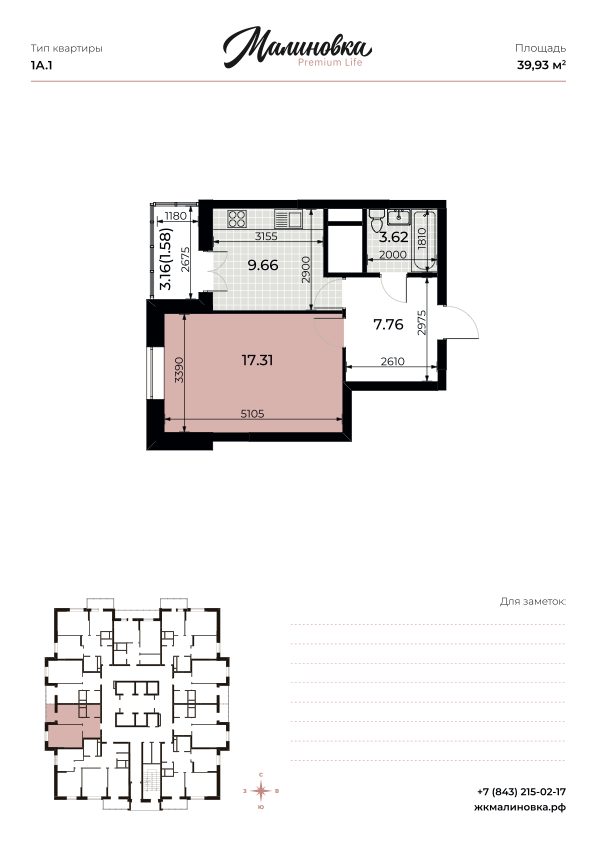 Тип квартиры
1А.1
Малиновка
Premium Life
Площадь
39,93 м²
1180
3155
3.62
1810
2000
3.16(1.58)
2675
9.66
2900
7.76
2975
17.31
3390
2610
5105
Для заметок:
С
З
В
Ю
+7 (843) 215-02-17
жкмалиновка.рф